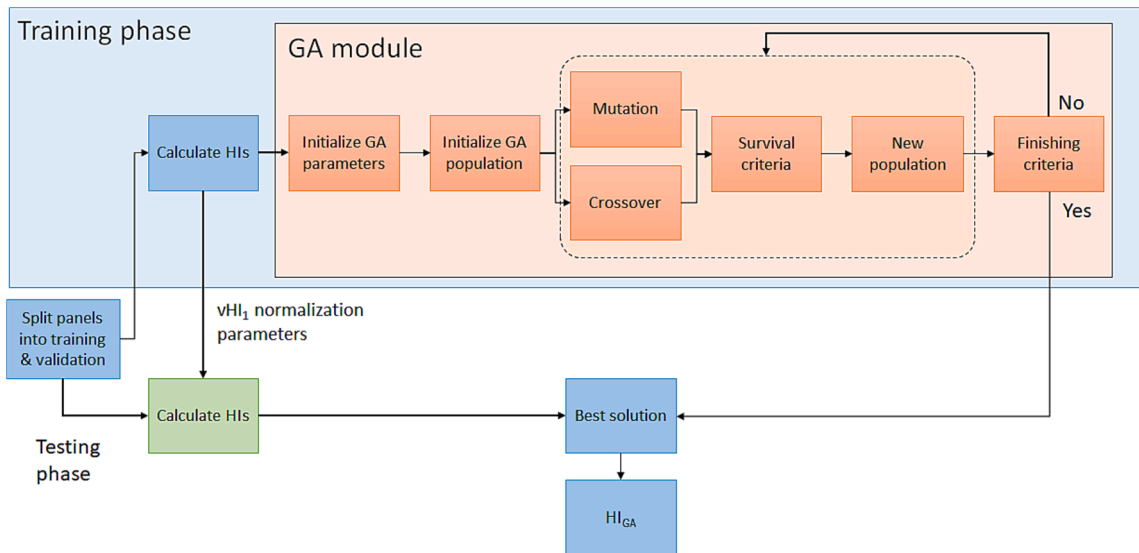 Training phase
GA module
Mutation
No
Calculate HIs
Initialize GA
parameters
Initialize GA
population
Survival
criteria
New
population
Finishing
criteria
Crossover
Yes
Split panels
into training
& validation
vHI₁ normalization
parameters
Calculate HIs
Best solution
Testing
phase
HI_GA